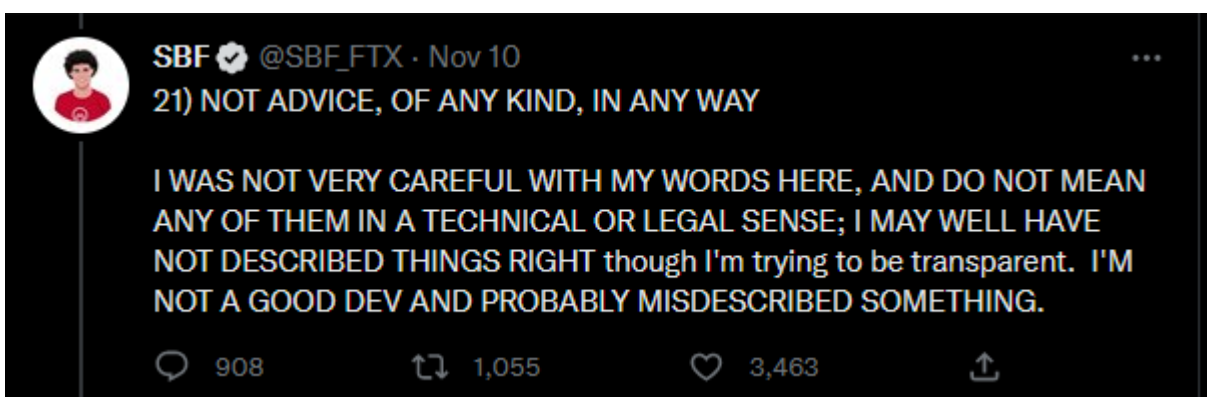 SBF @SBF_FTX · Nov 10
21) NOT ADVICE, OF ANY KIND, IN ANY WAY
I WAS NOT VERY CAREFUL WITH MY WORDS HERE, AND DO NOT MEAN
ANY OF THEM IN A TECHNICAL OR LEGAL SENSE; I MAY WELL HAVE
NOT DESCRIBED THINGS RIGHT though I'm trying to be transparent.  I'M
NOT A GOOD DEV AND PROBABLY MISDESCRIBED SOMETHING.
908 1,055 3,463